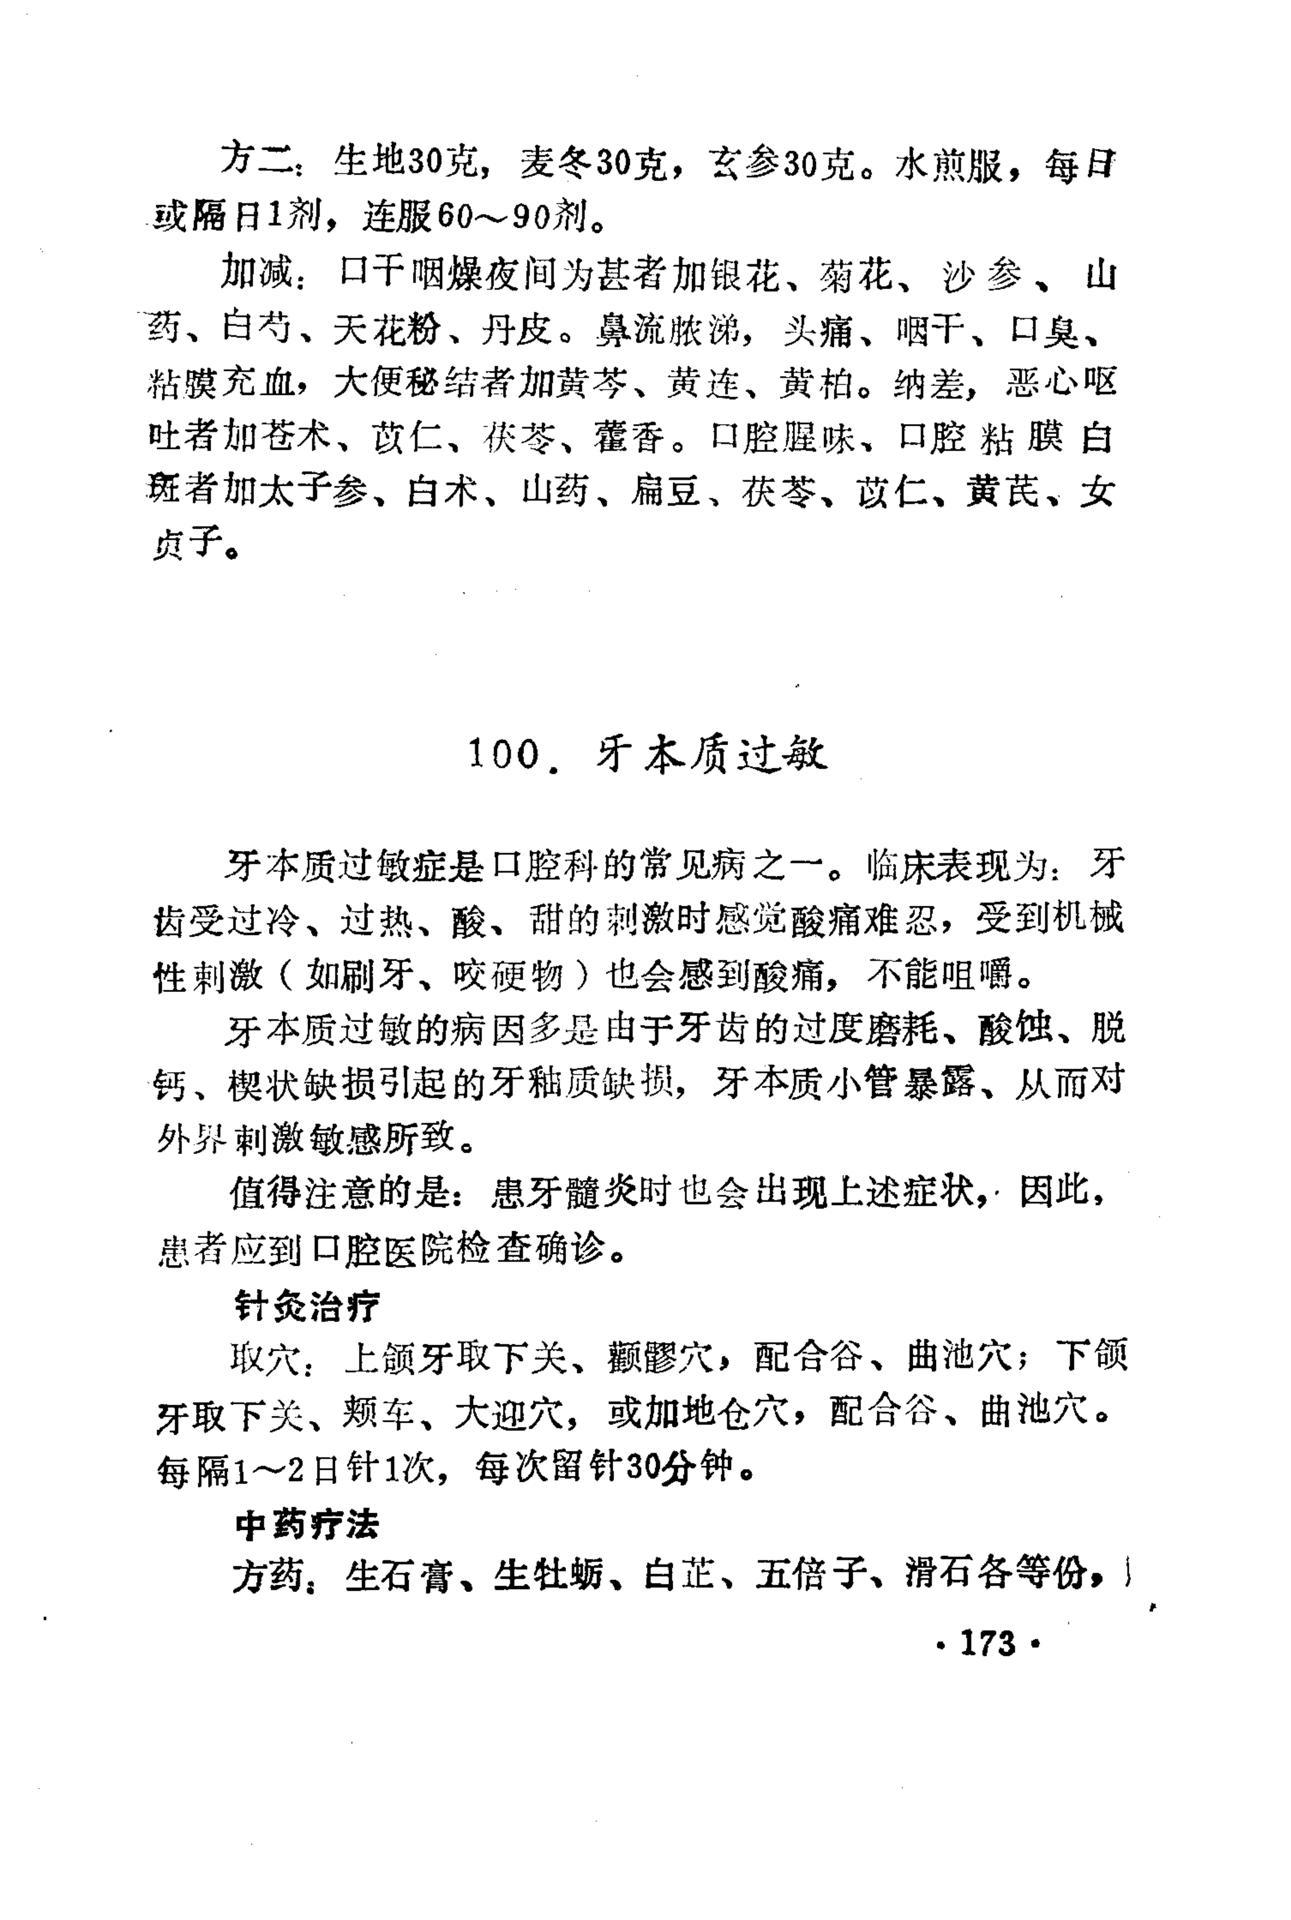 方二：生地30克，麦冬30克，玄参30克。水煎服，每日
或隔日1剂，连服60～90剂。
加减：口干咽燥夜间为甚者加银花、菊花、沙参、山
药、白芍、天花粉、丹皮。鼻流脓涕，头痛、咽干、口臭、
粘膜充血，大便秘结者加黄芩、黄连、黄柏。纳差，恶心呕
吐者加苍术、苡仁、茯苓、藿香。口腔腥味、口腔粘膜白
斑者加太子参、白术、山药、扁豆、茯苓、苡仁、黄芪、女
贞子。
100．牙本质过敏
牙本质过敏症是口腔科的常见病之一。临床表现为：牙
齿受过冷、过热、酸、甜的刺激时感觉酸痛难忍，受到机械
性刺激（如刷牙、咬硬物）也会感到酸痛，不能咀嚼。
牙本质过敏的病因多是由于牙齿的过度磨耗、酸蚀、脱
钙、楔状缺损引起的牙釉质缺损，牙本质小管暴露、从而对
外界刺激敏感所致。
值得注意的是：患牙髓炎时也会出现上述症状，因此，
患者应到口腔医院检查确诊。
针灸治疗
取穴：上颌牙取下关、颧髎穴，配合谷、曲池穴；下颌
牙取下关、颊车、大迎穴，或加地仓穴，配合谷、曲池穴。
每隔1～2日针1次，每次留针30分钟。
中药疗法
方药：生石膏、生牡蛎、白芷、五倍子、滑石各等份，
·173·